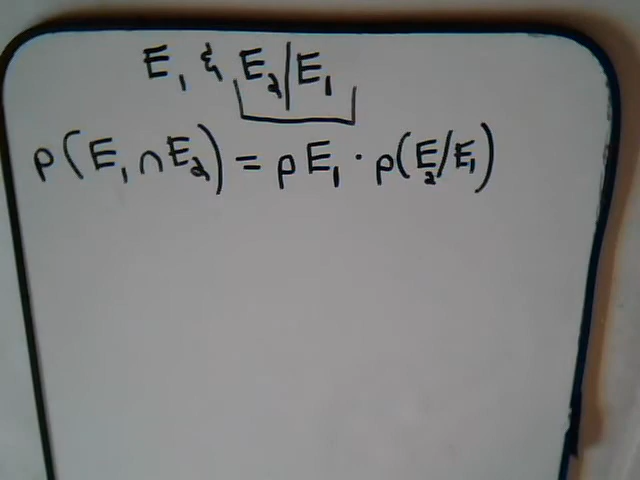 E₁ & E₂|E₁
p(E₁ ∩ E₂) = pE₁ · p(E₂/E₁)